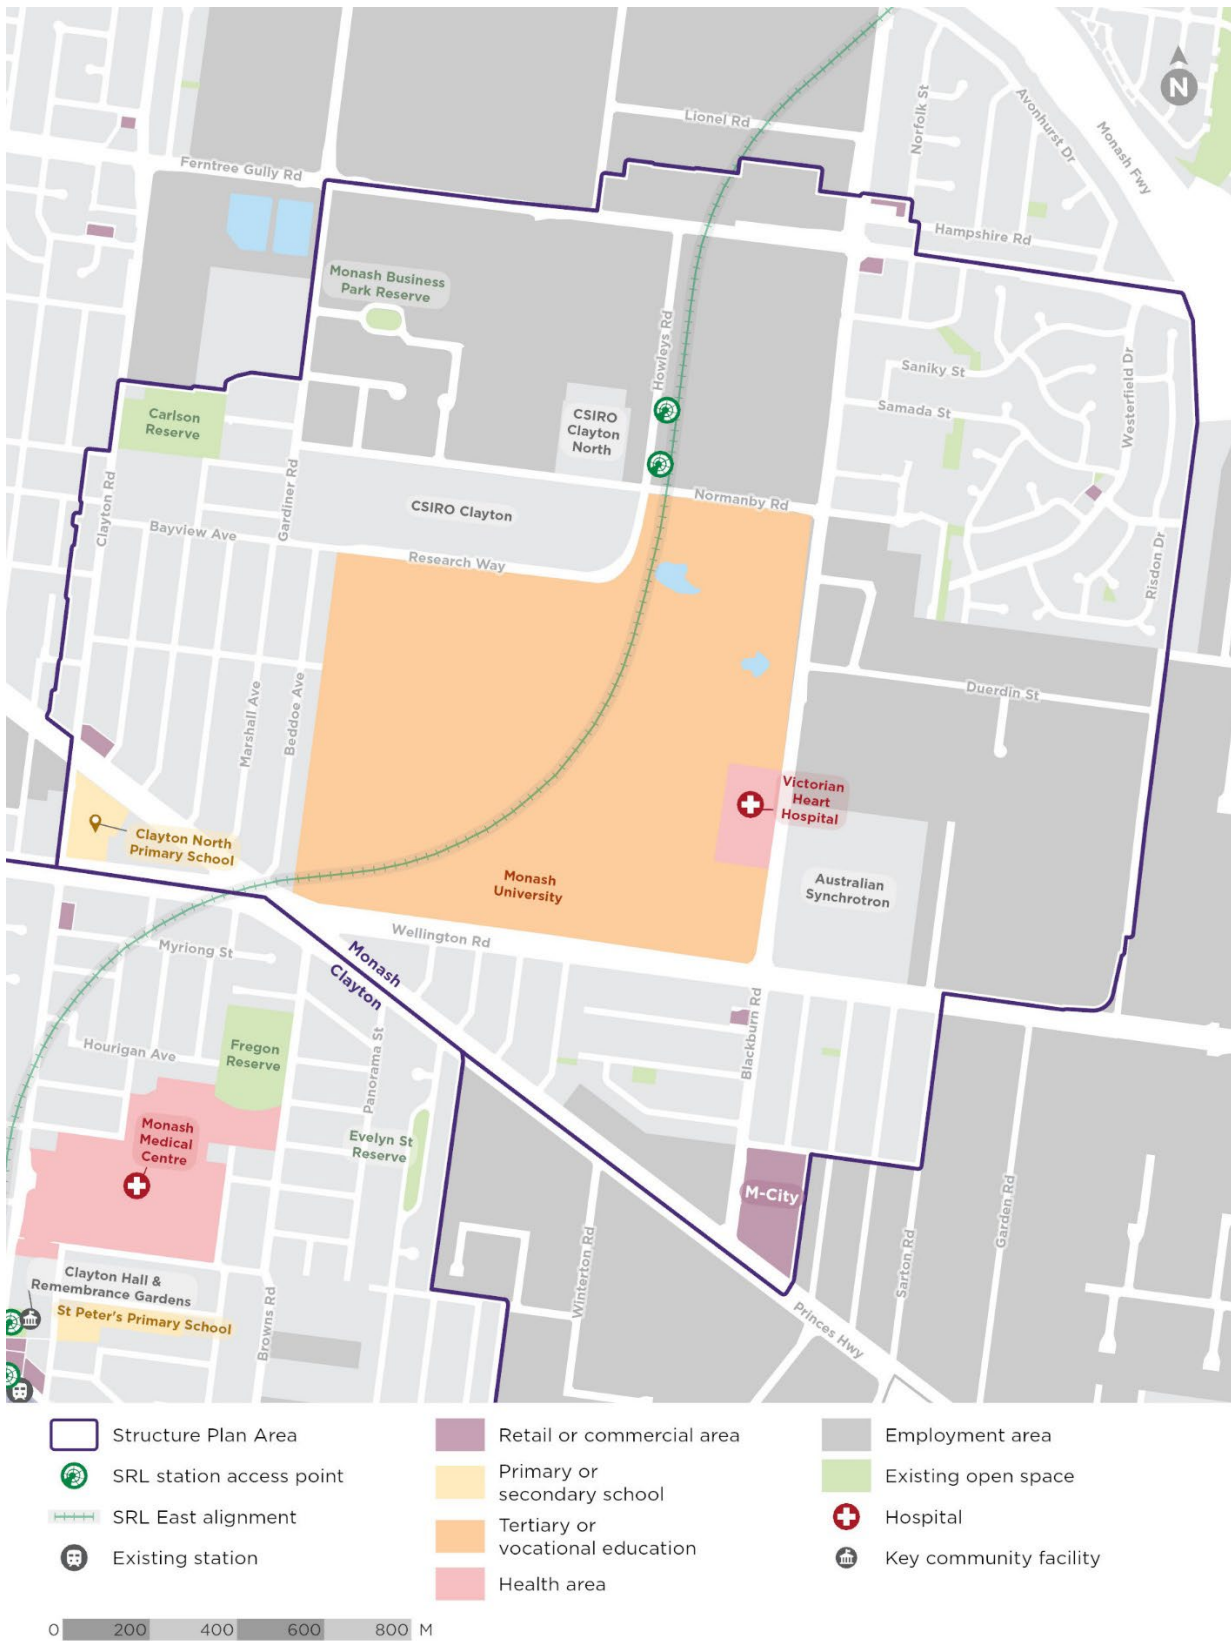 Lionel Rd
Norfolk St
Avonhurst Dr
Monash Fwy
N
Ferntree Gully Rd
Hampshire Rd
Monash Business
Park Reserve
Howleys Rd
Saniky St
Samada St
Westerfield Dr
Carlson
Reserve
CSIRO
Clayton
North
Clayton Rd
Gardiner Rd
CSIRO Clayton
Normanby Rd
Bayview Ave
Research Way
Risdon Dr
Marshall Ave
Beddoe Ave
Duerdin St
Victorian
Heart
Hospital
Clayton North
Primary School
Monash
University
Australian
Synchrotron
Wellington Rd
Myriong St
Monash
Clayton
Blackburn Rd
Hourigan Ave
Fregon
Reserve
Panorama St
Monash
Medical
Centre
Evelyn St
Reserve
M-City
Garden Rd
Winterton Rd
Sarton Rd
Clayton Hall &
Remembrance Gardens
St Peter's Primary School
Browns Rd
Princes Hwy
Structure Plan Area
SRL station access point
SRL East alignment
Existing station
Retail or commercial area
Primary or
secondary school
Tertiary or
vocational education
Health area
Employment area
Existing open space
Hospital
Key community facility
0 200 400 600 800 M